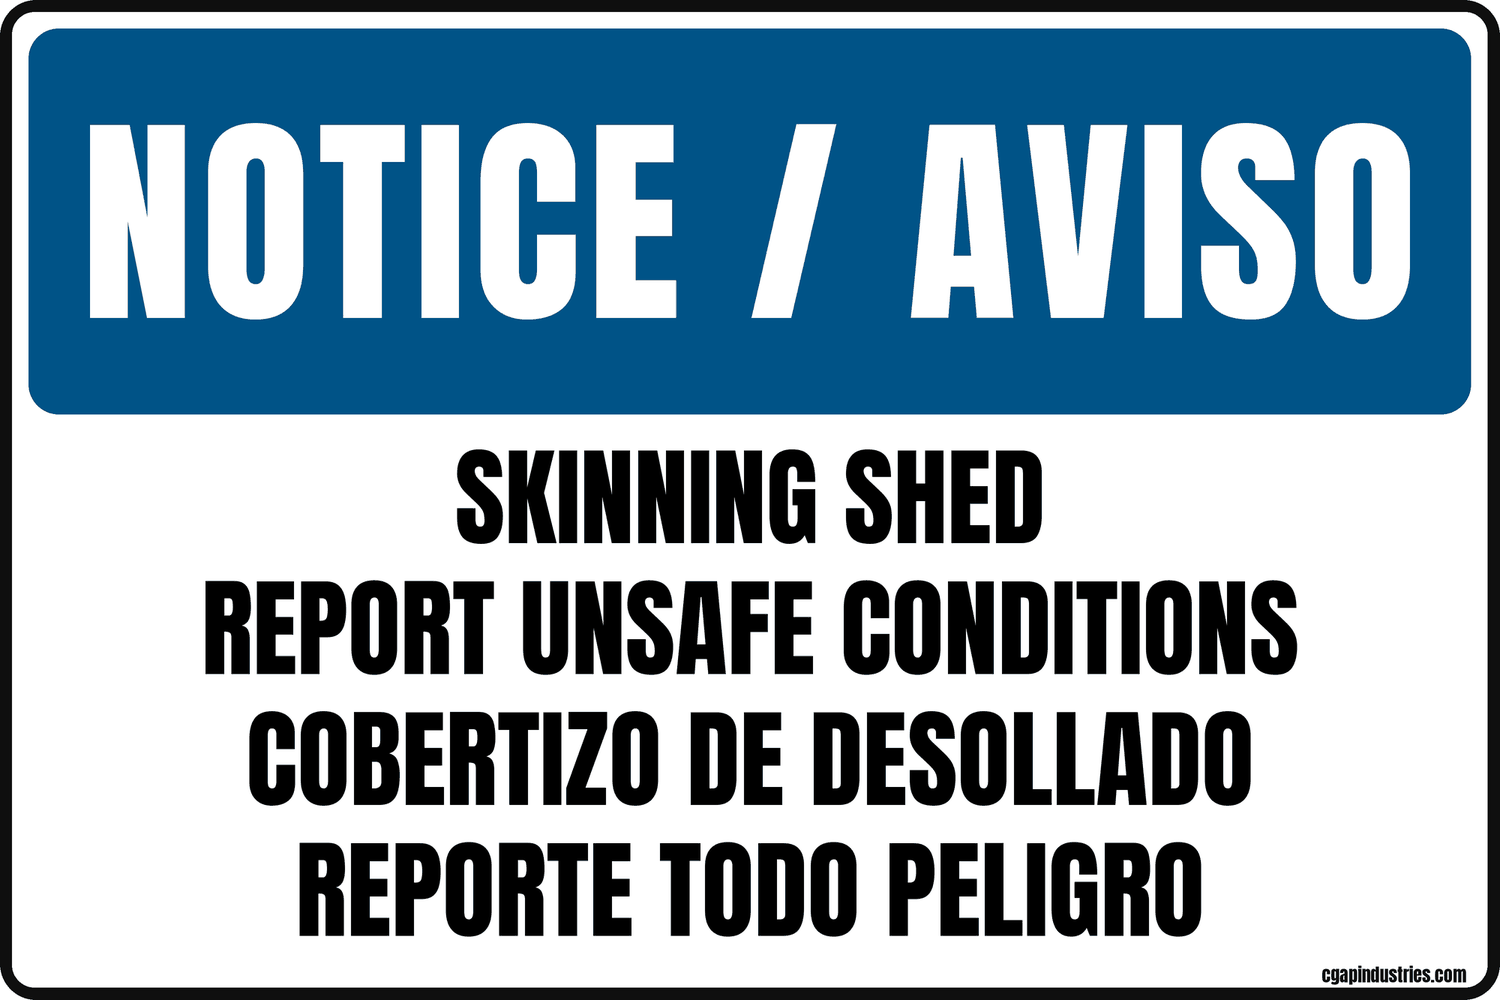 NOTICE / AVISO
SKINNING SHED
REPORT UNSAFE CONDITIONS
COBERTIZO DE DESOLLADO
REPORTE TODO PELIGRO
cgapindustries.com